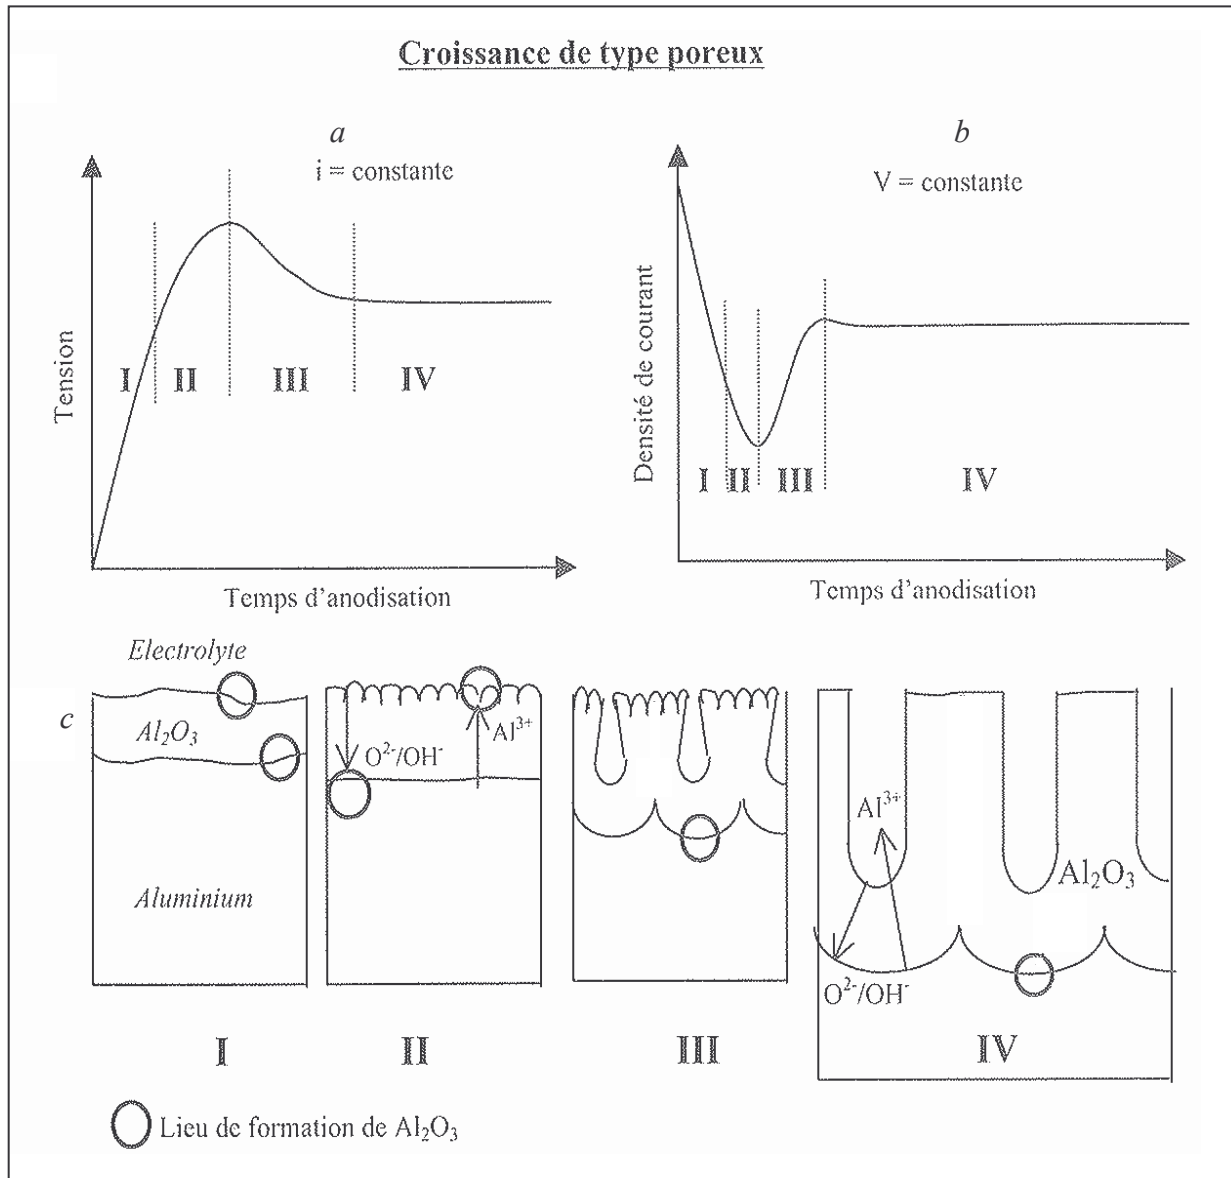 Croissance de type poreux
a
i = constante
Tension
I
II
III
IV
Temps d'anodisation
b
V = constante
Densité de courant
I
II
III
IV
Temps d'anodisation
c
Electrolyte
Al₂O₃
Aluminium
I
O²⁻/OH⁻
Al³⁺
II
III
Al³⁺
Al₂O₃
O²⁻/OH⁻
IV
Lieu de formation de Al₂O₃